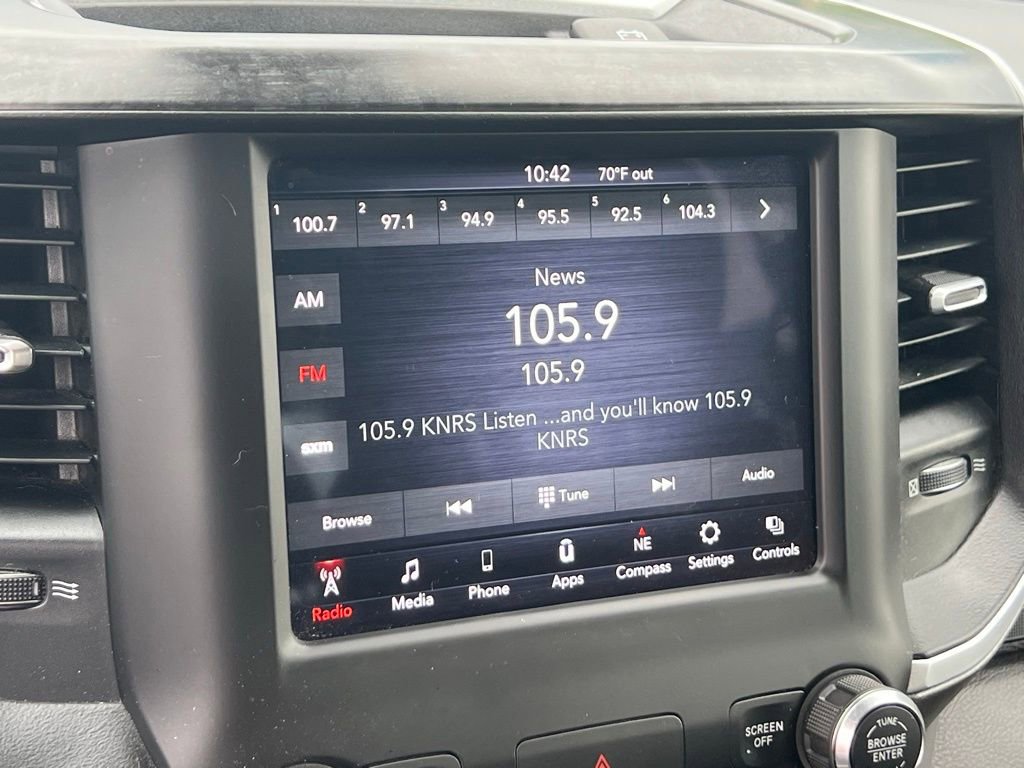 10:42 70°F out
1 100.7 2 97.1 3 94.9 4 95.5 5 92.5 6 104.3
News
AM
105.9
FM
105.9
105.9 KNRS Listen ...and you'll know 105.9
KNRS
sxm
Browse Tune Audio
Radio Media Phone Apps NE Compass Settings Controls
SCREEN
OFF
TUNE
BROWSE
ENTER